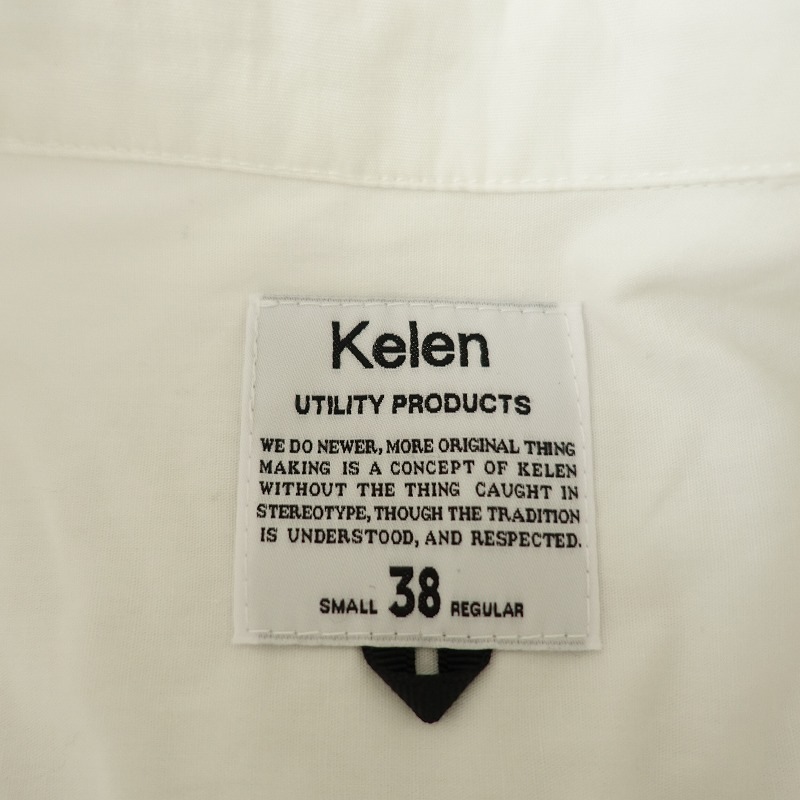 Kelen
UTILITY PRODUCTS
WE DO NEWER, MORE ORIGINAL THING
MAKING IS A CONCEPT OF KELEN
WITHOUT THE THING CAUGHT IN
STEREOTYPE, THOUGH THE TRADITION
IS UNDERSTOOD, AND RESPECTED.
SMALL 38 REGULAR